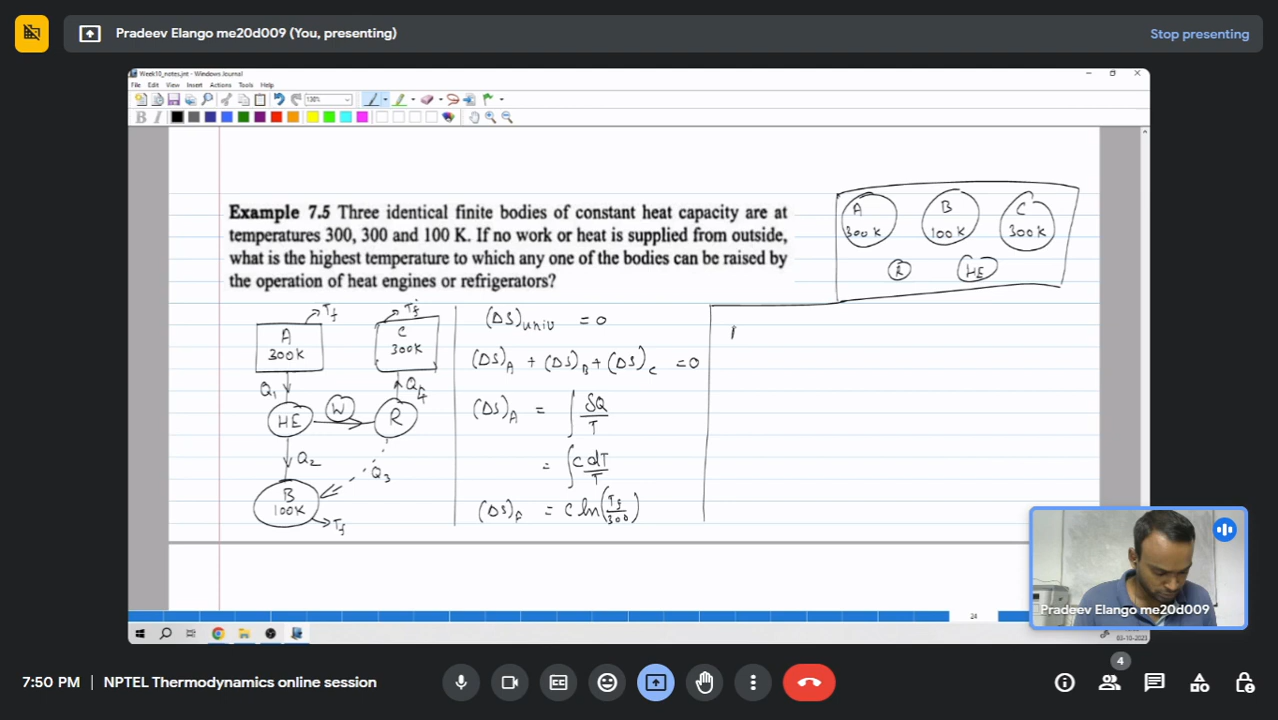 Pradeev Elango me20d009 (You, presenting)
Stop presenting
Week10_notes.jnt - Windows Journal
File Edit View Insert Actions Tools Help
130%
B I
Example 7.5 Three identical finite bodies of constant heat capacity are at
temperatures 300, 300 and 100 K. If no work or heat is supplied from outside,
what is the highest temperature to which any one of the bodies can be raised by
the operation of heat engines or refrigerators?
A
300 K
B
100 K
C
300 K
R
HE
Tf
A
300K
Tf'
C
300K
Q1
Q4
HE
W
R
Q2
Q3
B
100K
Tf
(ΔS)univ = 0
(ΔS)A + (ΔS)B + (ΔS)C = 0
(ΔS)A = ∫ δQ/T
= ∫ C dT/T
(ΔS)A = C ln(Tf/300)
24
03-10-2023
Pradeev Elango me20d009
7:50 PM | NPTEL Thermodynamics online session
4